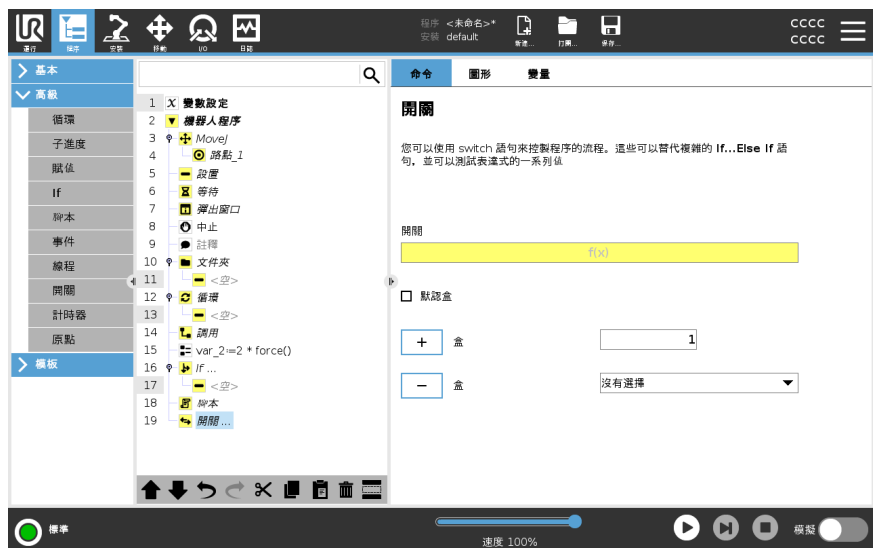 程序 <未命名>*
安裝 default
CCCC
CCCC
運行
程序
安裝
移動
I/O
日誌
新建...
打開...
保存...
基本
高級
循環
子進度
賦值
If
腳本
事件
線程
開關
計時器
原點
模板
1 X 變數設定
2 機器人程序
3 MoveJ
4 路點_1
5 設置
6 等待
7 彈出窗口
8 中止
9 註釋
10 文件夾
11 <空>
12 循環
13 <空>
14 調用
15 var_2≔2 * force()
16 If ...
17 <空>
18 腳本
19 開關 ...
命令 圖形 變量
開關
您可以使用 switch 語句來控製程序的流程。這些可以替代複雜的 If...Else If 語
句，並可以測試表達式的一系列值
開關
f(x)
默認盒
+ 盒 1
− 盒 沒有選擇
標準
速度 100%
模擬